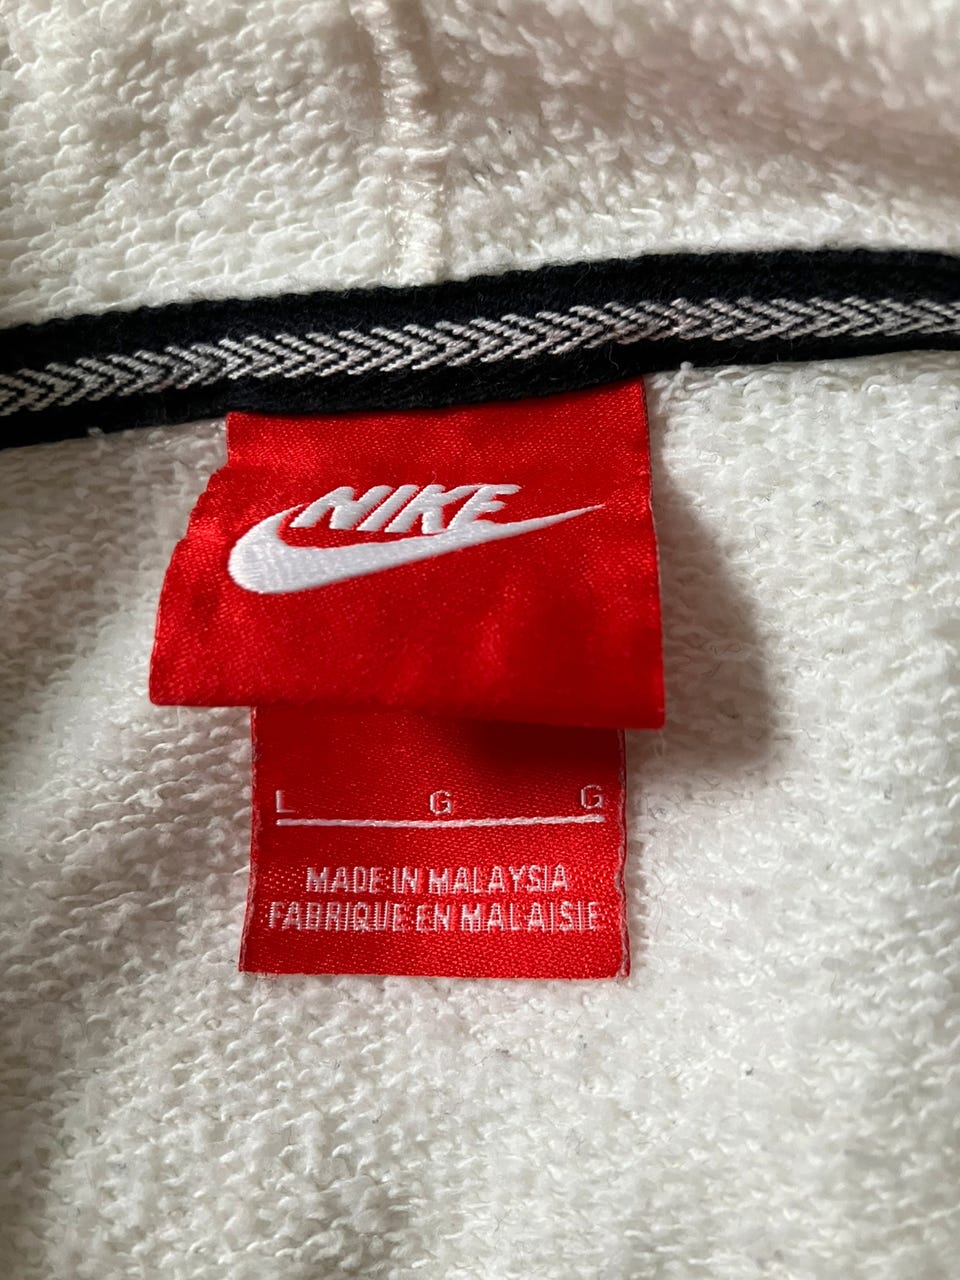 NIKE
L G G
MADE IN MALAYSIA
FABRIQUE EN MALAISIE